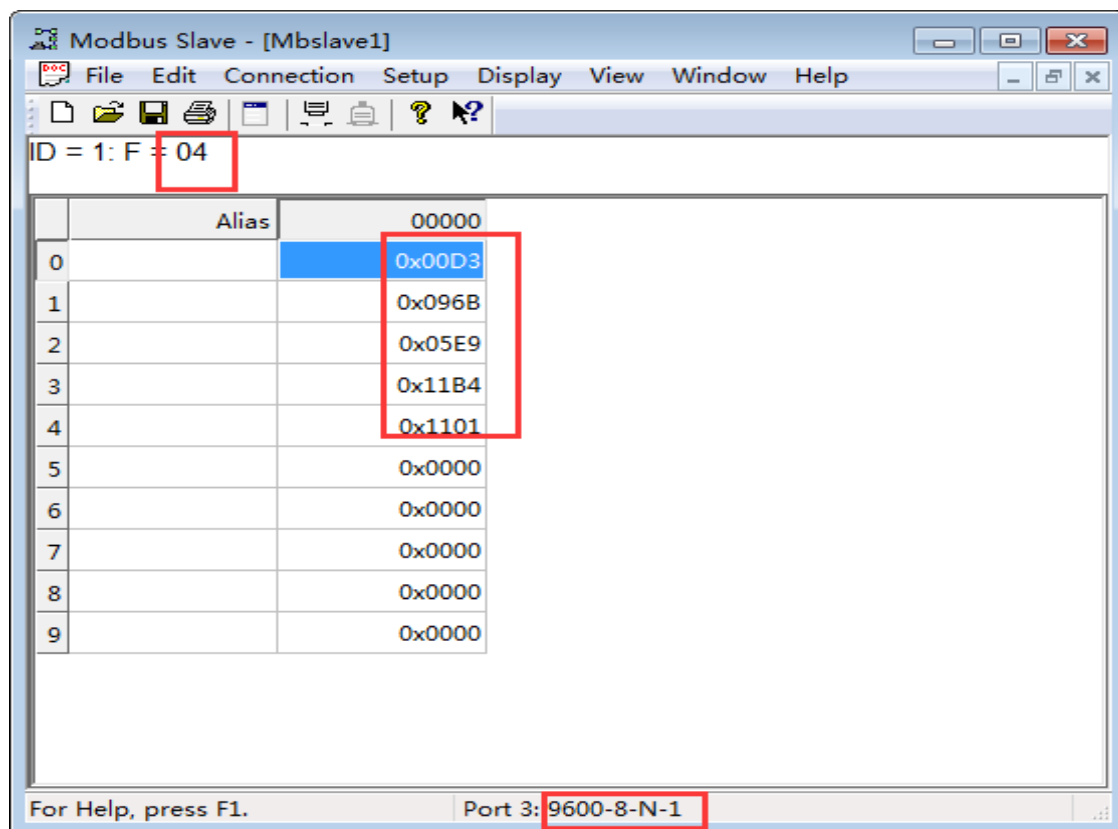 Modbus Slave - [Mbslave1]
DOC File Edit Connection Setup Display View Window Help
ID = 1: F = 04
Alias 00000
0 0x00D3
1 0x096B
2 0x05E9
3 0x11B4
4 0x1101
5 0x0000
6 0x0000
7 0x0000
8 0x0000
9 0x0000
For Help, press F1. Port 3: 9600-8-N-1